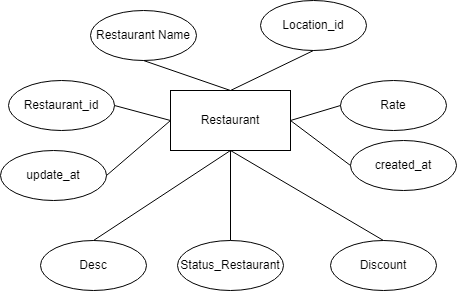 Location_id
Restaurant Name
Restaurant_id
Rate
Restaurant
update_at
created_at
Desc
Status_Restaurant
Discount